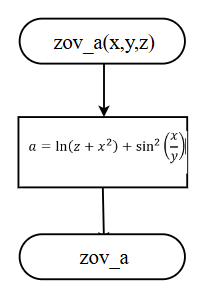 zov_a(x,y,z)
a = ln(z + x²) + sin² (x/y)
zov_a